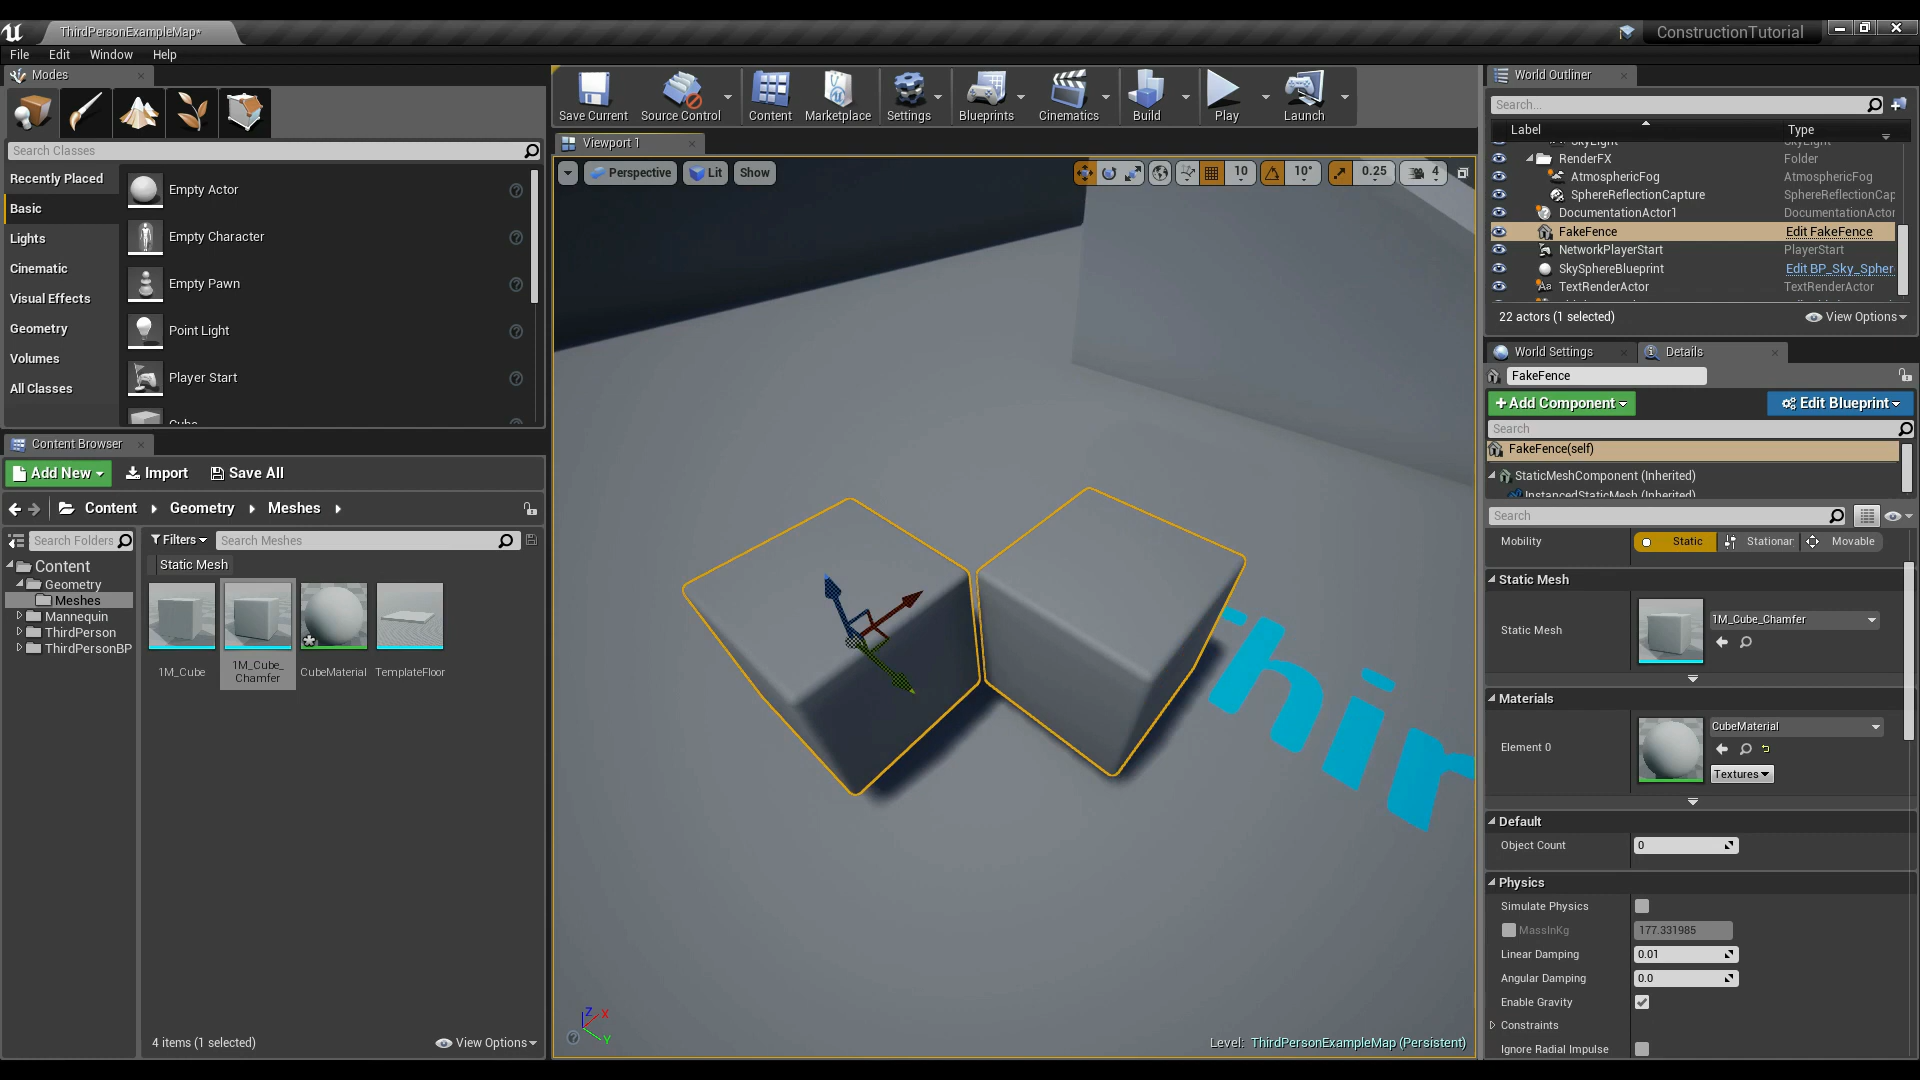 ThirdPersonExampleMap*
ConstructionTutorial
File Edit Window Help
Modes
Search Classes
Recently Placed
Basic
Lights
Cinematic
Visual Effects
Geometry
Volumes
All Classes
Empty Actor
Empty Character
Empty Pawn
Point Light
Player Start
Cube
Content Browser
Add New Import Save All
Content Geometry Meshes
Search Folders
Filters Search Meshes
Static Mesh
Content
Geometry
Meshes
Mannequin
ThirdPerson
ThirdPersonBP
1M_Cube
1M_Cube_
Chamfer
CubeMaterial
TemplateFloor
4 items (1 selected) View Options
Save Current Source Control Content Marketplace Settings Blueprints Cinematics Build Play Launch
Viewport 1
Perspective Lit Show 10 10° 0.25 4
hir
Z X
Y
Level: ThirdPersonExampleMap (Persistent)
World Outliner
Search...
Label Type
SkyLight SkyLight
RenderFX Folder
AtmosphericFog AtmosphericFog
SphereReflectionCapture SphereReflectionCap
DocumentationActor1 DocumentationActor
FakeFence Edit FakeFence
NetworkPlayerStart PlayerStart
SkySphereBlueprint Edit BP_Sky_Spher
TextRenderActor TextRenderActor
22 actors (1 selected) View Options
World Settings Details
FakeFence
+ Add Component Edit Blueprint
Search
FakeFence(self)
StaticMeshComponent (Inherited)
InstancedStaticMesh (Inherited)
Search
Mobility Static Stationar Movable
Static Mesh
Static Mesh 1M_Cube_Chamfer
Materials
Element 0 CubeMaterial
Textures
Default
Object Count 0
Physics
Simulate Physics
MassInKg 177.331985
Linear Damping 0.01
Angular Damping 0.0
Enable Gravity
Constraints
Ignore Radial Impulse